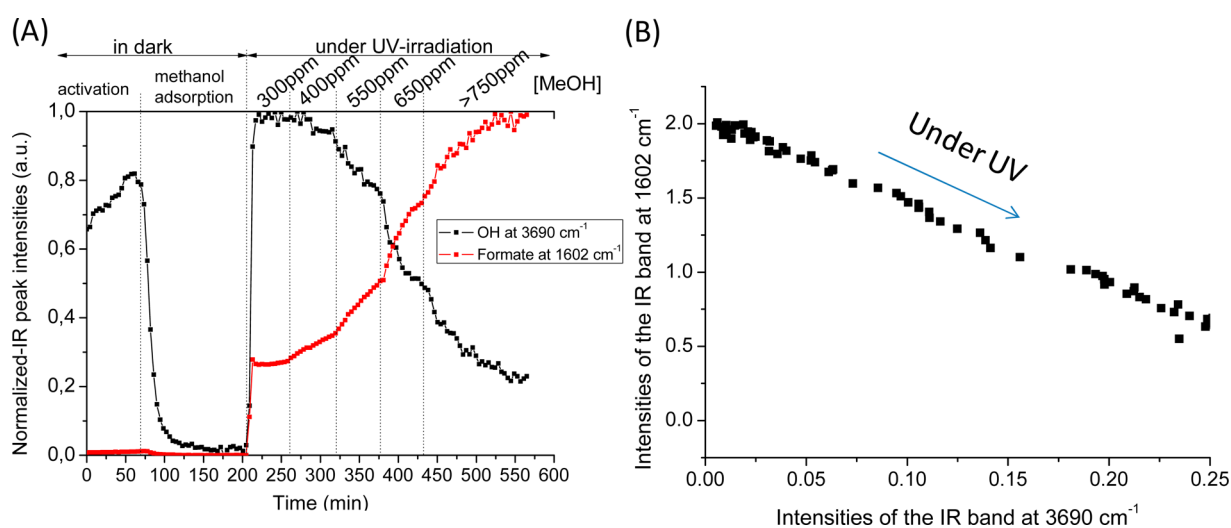 (A)
in dark
under UV-irradiation
activation
methanol
adsorption
300ppm
400ppm
550ppm
650ppm
>750ppm
[MeOH]
Normalized-IR peak intensities (a.u.)
1,0
0,8
0,6
0,4
0,2
0,0
OH at 3690 cm⁻¹
Formate at 1602 cm⁻¹
0 50 100 150 200 250 300 350 400 450 500 550 600
Time (min)
(B)
Intensities of the IR band at 1602 cm⁻¹
2.0
1.5
1.0
0.5
0.0
Under UV
0.00 0.05 0.10 0.15 0.20 0.25
Intensities of the IR band at 3690 cm⁻¹